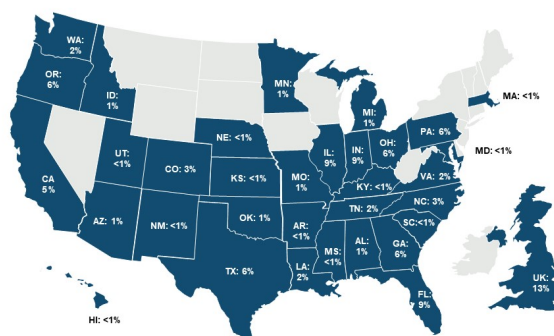 WA:
2%
OR:
6%
ID:
1%
MN:
1%
MI:
1%
MA: <1%
NE: <1%
IL:
9%
IN:
9%
OH:
6%
PA: 6%
MD: <1%
UT:
<1%
CO: 3%
KS: <1%
MO:
1%
KY: <1%
VA: 2%
CA
5%
AZ: 1%
NM: <1%
OK: 1%
AR:
<1%
TN: 2%
NC: 3%
SC:<1%
TX: 6%
LA:
2%
MS:
<1%
AL:
1%
GA:
6%
FL:
9%
UK:
13%
HI: <1%